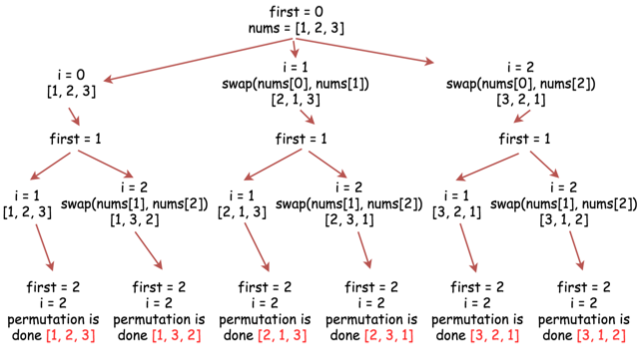 first = 0
nums = [1, 2, 3]
i = 0
[1, 2, 3]
i = 1
swap(nums[0], nums[1])
[2, 1, 3]
i = 2
swap(nums[0], nums[2])
[3, 2, 1]
first = 1
first = 1
first = 1
i = 1
[1, 2, 3]
i = 2
swap(nums[1], nums[2])
[1, 3, 2]
i = 1
[2, 1, 3]
i = 2
swap(nums[1], nums[2])
[2, 3, 1]
i = 1
[3, 2, 1]
i = 2
swap(nums[1], nums[2])
[3, 1, 2]
first = 2
i = 2
permutation is
done [1, 2, 3]
first = 2
i = 2
permutation is
done [1, 3, 2]
first = 2
i = 2
permutation is
done [2, 1, 3]
first = 2
i = 2
permutation is
done [2, 3, 1]
first = 2
i = 2
permutation is
done [3, 2, 1]
first = 2
i = 2
permutation is
done [3, 1, 2]